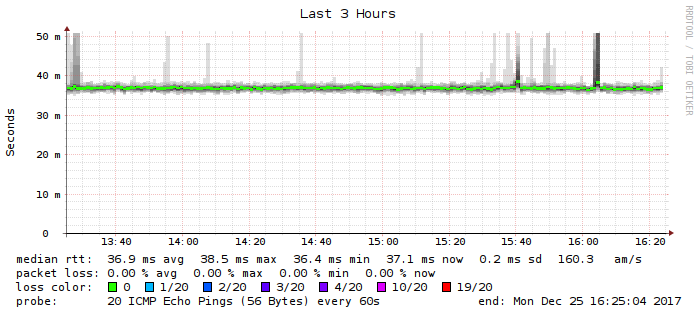 Last 3 Hours
RRDTOOL / TOBI OETIKER
Seconds
50 m
40 m
30 m
20 m
10 m
0
13:40 14:00 14:20 14:40 15:00 15:20 15:40 16:00 16:20
median rtt: 36.9 ms avg 38.5 ms max 36.4 ms min 37.1 ms now 0.2 ms sd 160.3 am/s
packet loss: 0.00 % avg 0.00 % max 0.00 % min 0.00 % now
loss color: 0 1/20 2/20 3/20 4/20 10/20 19/20
probe: 20 ICMP Echo Pings (56 Bytes) every 60s end: Mon Dec 25 16:25:04 2017